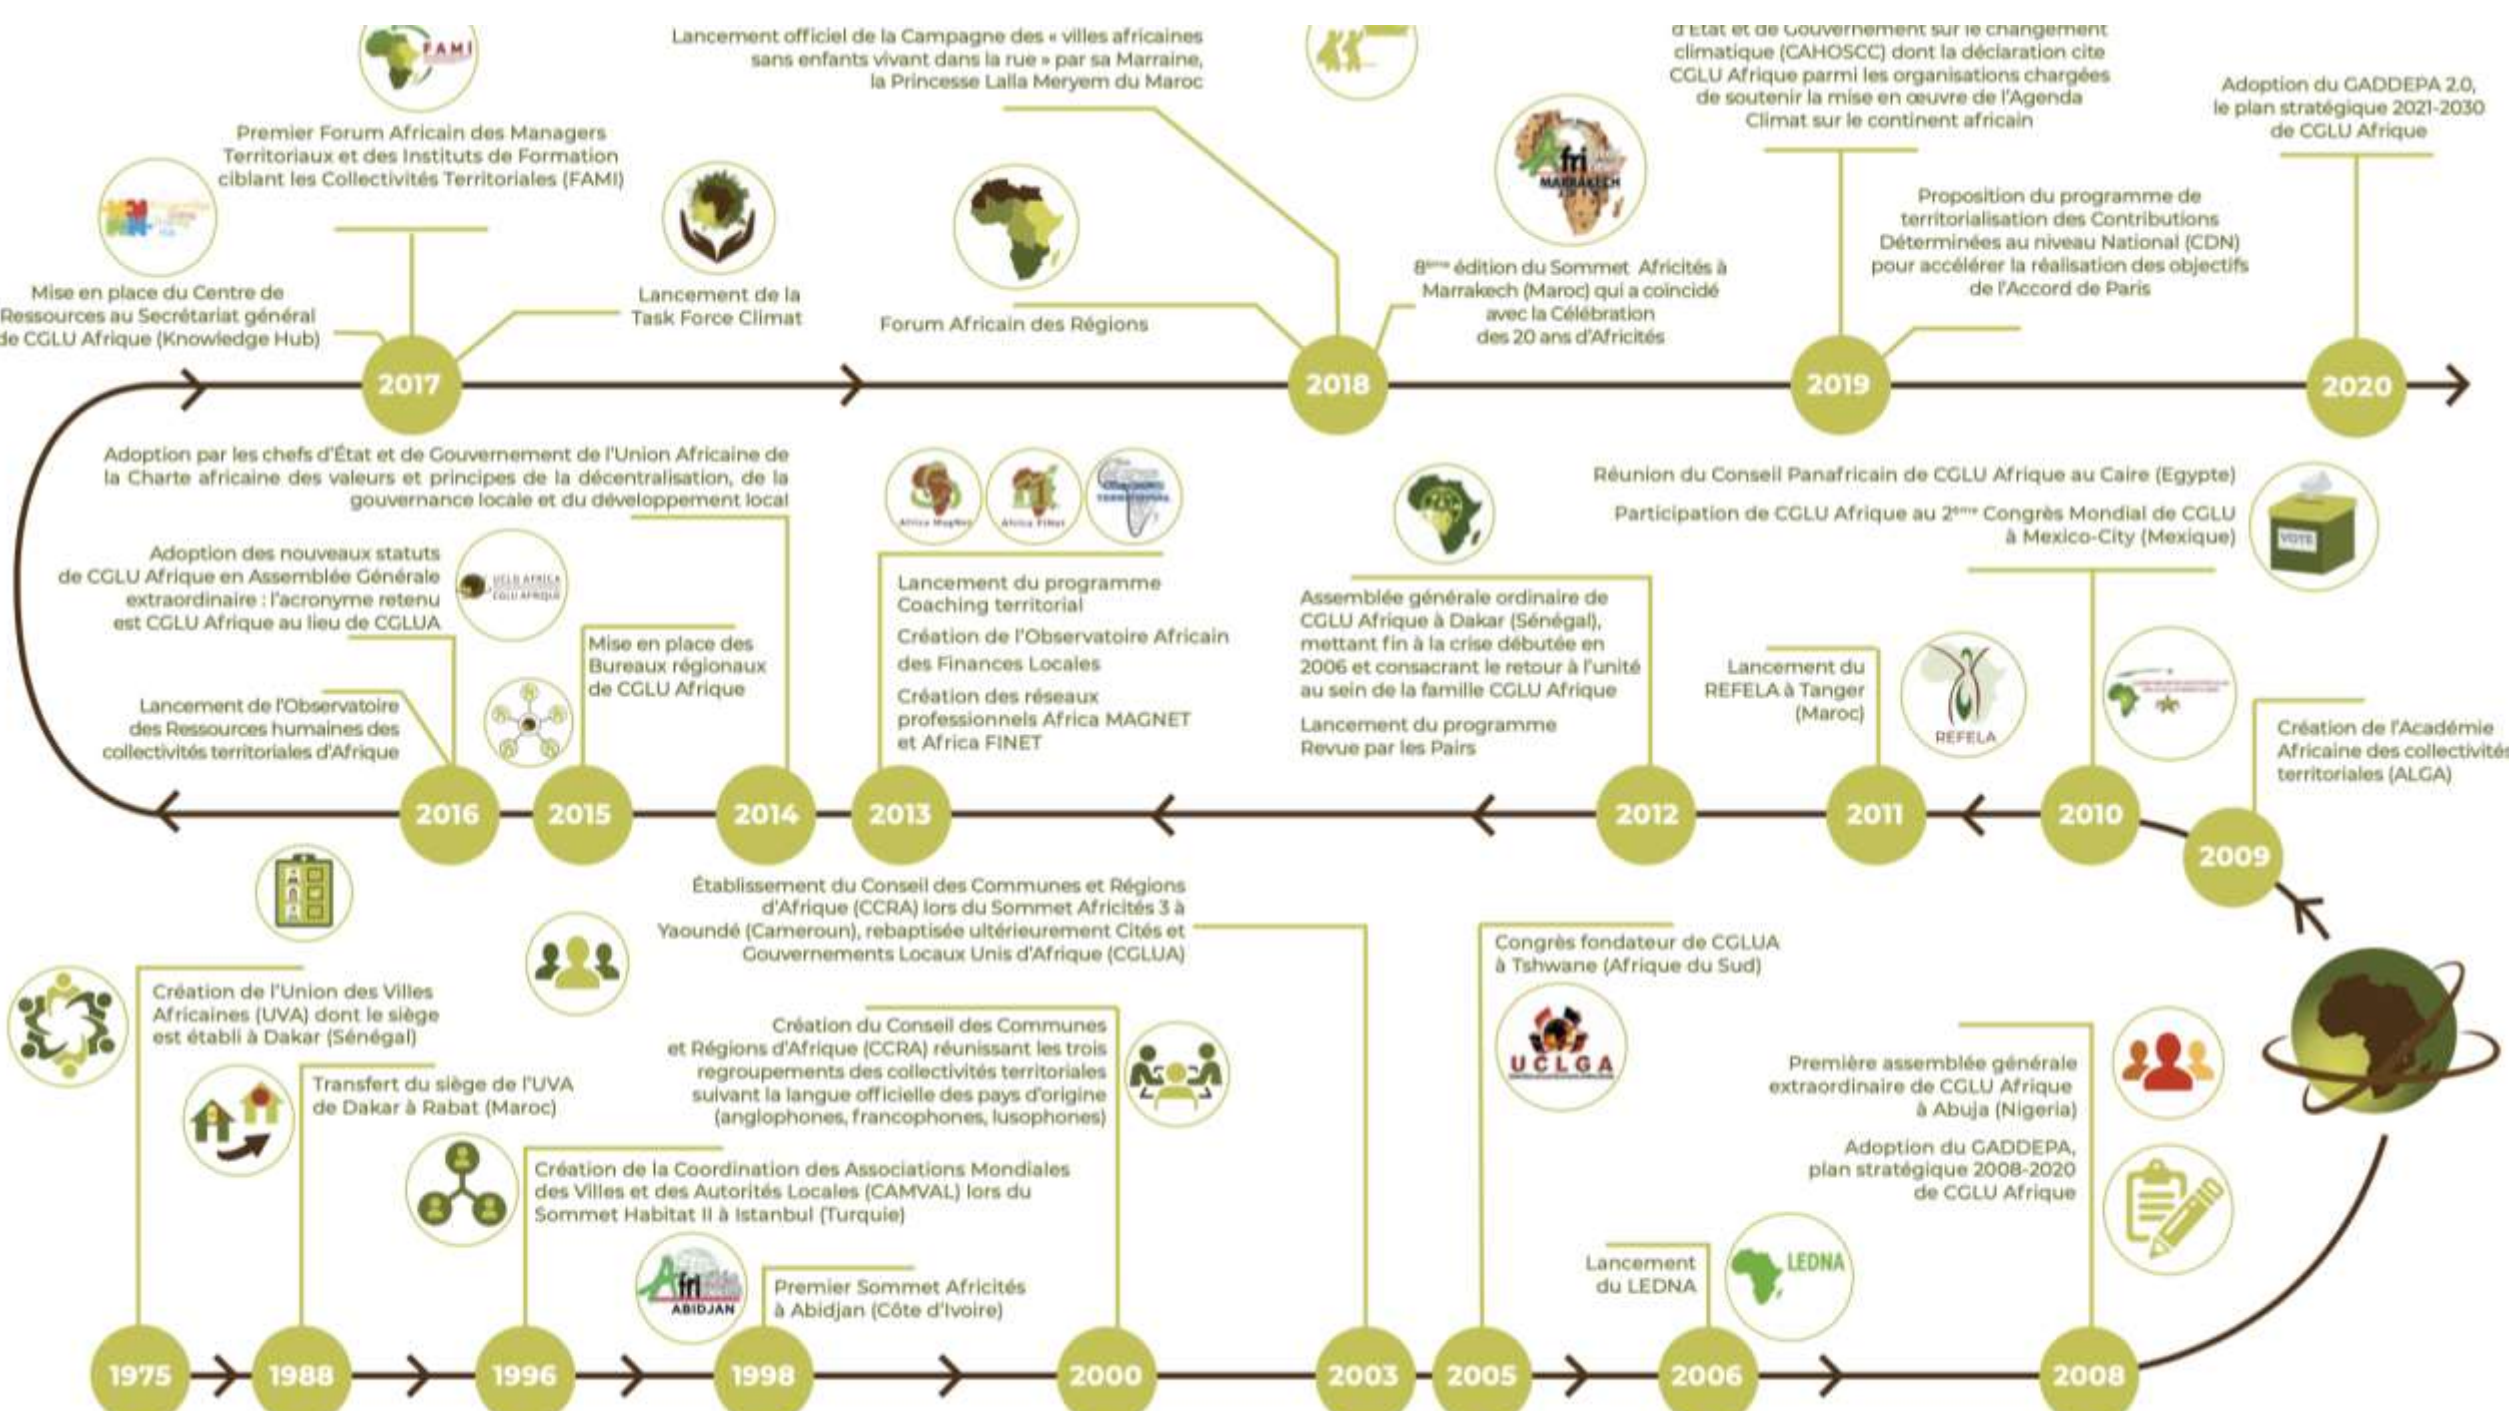 FAMI
Lancement officiel de la Campagne des « villes africaines
sans enfants vivant dans la rue » par sa Marraine,
la Princesse Lalla Meryem du Maroc
d'État et de Gouvernement sur le changement
climatique (CAHOSCC) dont la déclaration cite
CGLU Afrique parmi les organisations chargées
de soutenir la mise en œuvre de l'Agenda
Climat sur le continent africain
Adoption du GADDEPA 2.0,
le plan stratégique 2021-2030
de CGLU Afrique
Premier Forum Africain des Managers
Territoriaux et des Instituts de Formation
ciblant les Collectivités Territoriales (FAMI)
Afri
MARRAKECH
Proposition du programme de
territorialisation des Contributions
Déterminées au niveau National (CDN)
pour accélérer la réalisation des objectifs
de l'Accord de Paris
Mise en place du Centre de
Ressources au Secrétariat général
de CGLU Afrique (Knowledge Hub)
Lancement de la
Task Force Climat
Forum Africain des Régions
8ème édition du Sommet Africités à
Marrakech (Maroc) qui a coïncidé
avec la Célébration
des 20 ans d'Africités
2017
2018
2019
2020
Adoption par les chefs d'État et de Gouvernement de l'Union Africaine de
la Charte africaine des valeurs et principes de la décentralisation, de la
gouvernance locale et du développement local
Adoption des nouveaux statuts
de CGLU Afrique en Assemblée Générale
extraordinaire : l'acronyme retenu
est CGLU Afrique au lieu de CGLUA
UCLG AFRICA
CGLU AFRIQUE
Lancement de l'Observatoire
des Ressources humaines des
collectivités territoriales d'Afrique
Mise en place des
Bureaux régionaux
de CGLU Afrique
Africa MagNet
Africa FINet
TERRITORIAL
Lancement du programme
Coaching territorial
Création de l'Observatoire Africain
des Finances Locales
Création des réseaux
professionnels Africa MAGNET
et Africa FINET
Assemblée générale ordinaire de
CGLU Afrique à Dakar (Sénégal),
mettant fin à la crise débutée en
2006 et consacrant le retour à l'unité
au sein de la famille CGLU Afrique
Lancement du programme
Revue par les Pairs
Réunion du Conseil Panafricain de CGLU Afrique au Caire (Egypte)
Participation de CGLU Afrique au 2ème Congrès Mondial de CGLU
à Mexico-City (Mexique)
VOTE
Lancement du
REFELA à Tanger
(Maroc)
REFELA
Création de l'Académie
Africaine des collectivités
territoriales (ALGA)
2016
2015
2014
2013
2012
2011
2010
2009
Établissement du Conseil des Communes et Régions
d'Afrique (CCRA) lors du Sommet Africités 3 à
Yaoundé (Cameroun), rebaptisée ultérieurement Cités et
Gouvernements Locaux Unis d'Afrique (CGLUA)
Congrès fondateur de CGLUA
à Tshwane (Afrique du Sud)
UCLGA
Création de l'Union des Villes
Africaines (UVA) dont le siège
est établi à Dakar (Sénégal)
Transfert du siège de l'UVA
de Dakar à Rabat (Maroc)
Création du Conseil des Communes
et Régions d'Afrique (CCRA) réunissant les trois
regroupements des collectivités territoriales
suivant la langue officielle des pays d'origine
(anglophones, francophones, lusophones)
Première assemblée générale
extraordinaire de CGLU Afrique
à Abuja (Nigeria)
Adoption du GADDEPA,
plan stratégique 2008-2020
de CGLU Afrique
Création de la Coordination des Associations Mondiales
des Villes et des Autorités Locales (CAMVAL) lors du
Sommet Habitat II à Istanbul (Turquie)
Afri
ABIDJAN
Premier Sommet Africités
à Abidjan (Côte d'Ivoire)
Lancement
du LEDNA
LEDNA
1975
1988
1996
1998
2000
2003
2005
2006
2008